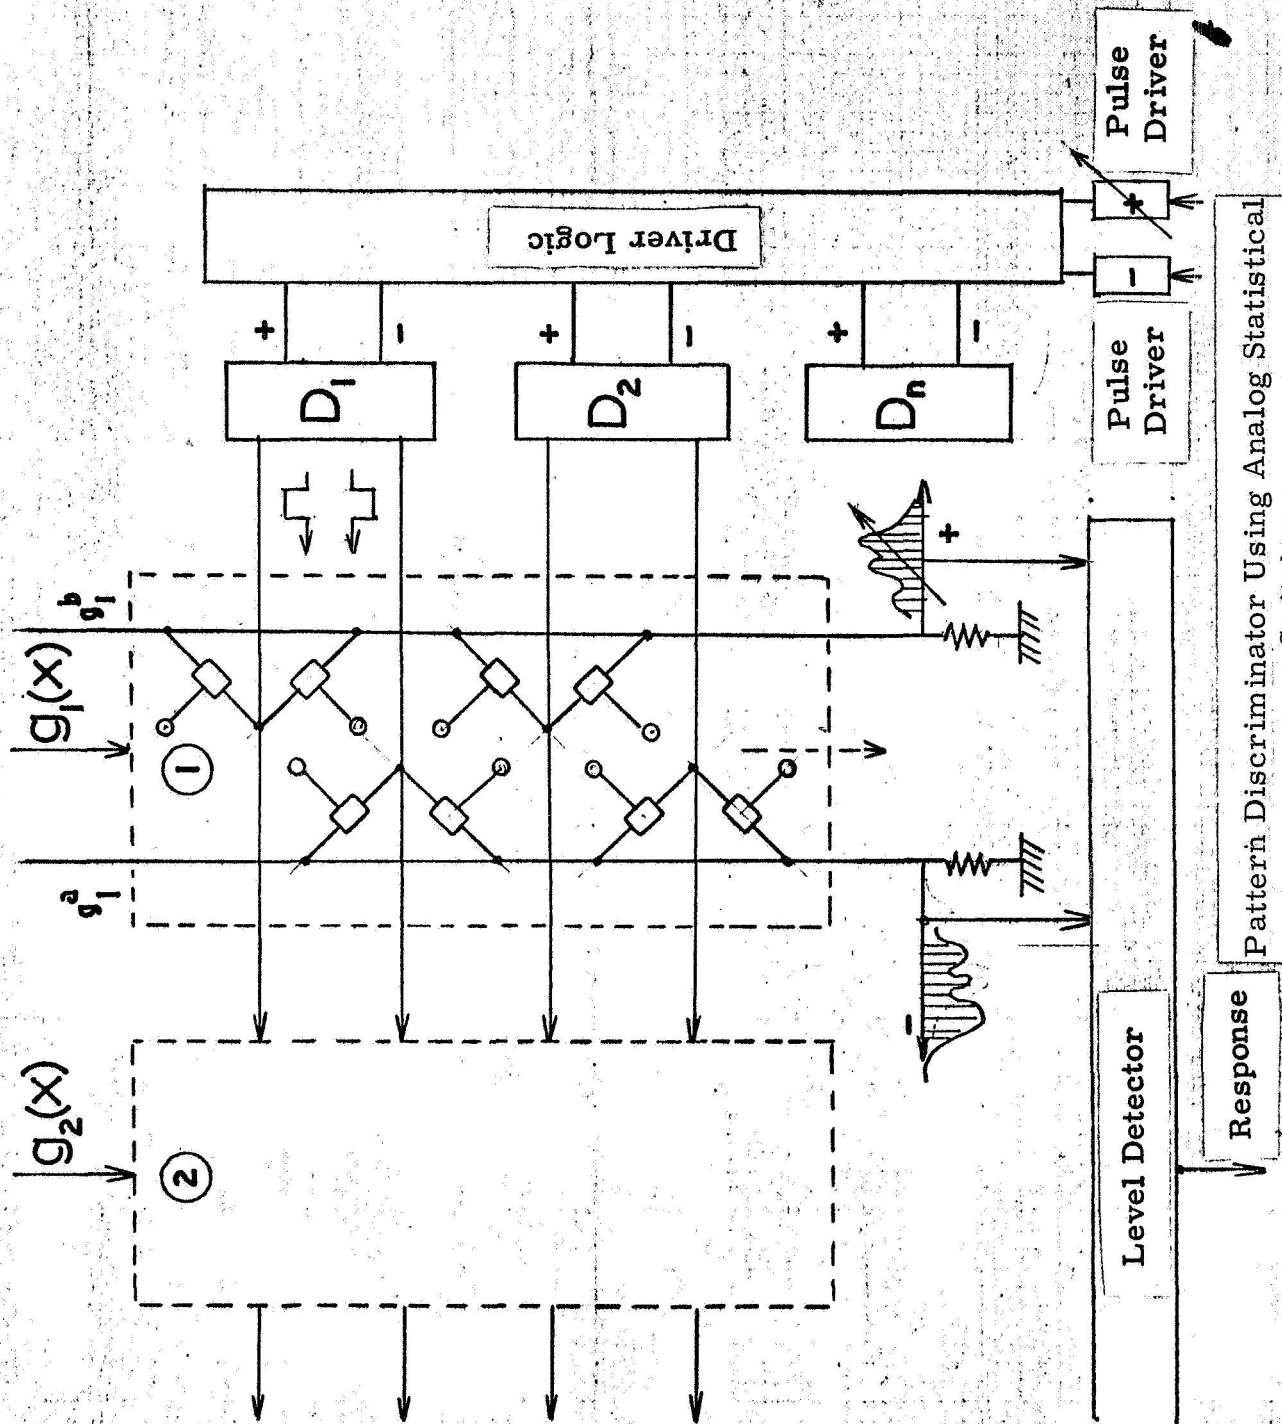 Pulse
Driver
+
Pulse
Driver
-
Driver Logic
+
-
+
-
+
-
D1
D2
Dn
g1b
g1(x)
1
g1a
g2(x)
2
+
-
Level Detector
Response
Pattern Discriminator Using Analog Statistical